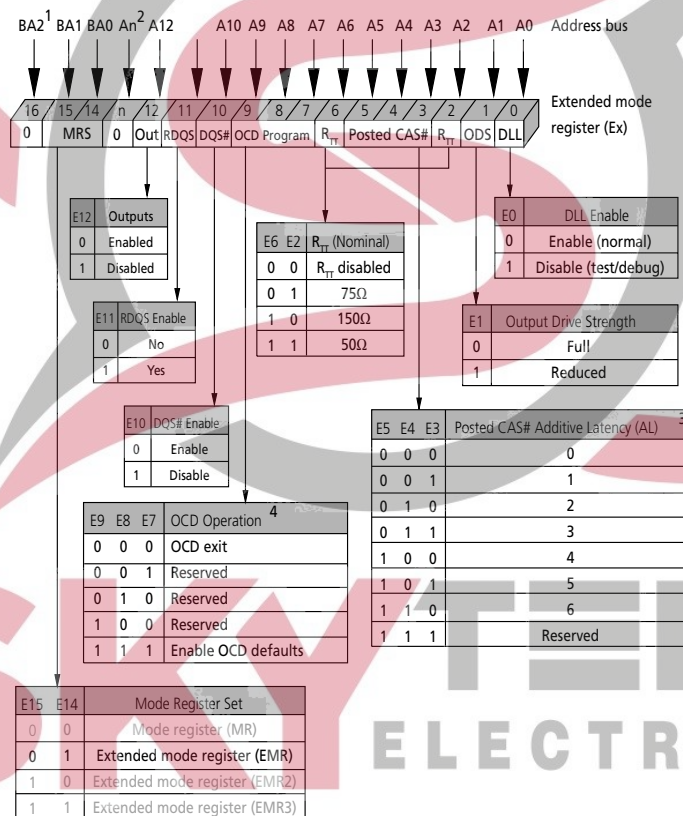 BA2 1 BA1 BA0 An 2 A12 A10 A9 A8 A7 A6 A5 A4 A3 A2 A1 A0 Address bus
16 15 14 n 12 11 10 9 8 7 6 5 4 3 2 1 0
Extended mode
register (Ex)
0 MRS 0 Out RDQS DQS# OCD Program RTT Posted CAS# RTT ODS DLL
E12 Outputs
0 Enabled
1 Disabled
E11 RDQS Enable
0 No
1 Yes
E10 DQS# Enable
0 Enable
1 Disable
E6 E2 RTT (Nominal)
0 0 RTT disabled
0 1 75Ω
1 0 150Ω
1 1 50Ω
E0 DLL Enable
0 Enable (normal)
1 Disable (test/debug)
E1 Output Drive Strength
0 Full
1 Reduced
E5 E4 E3 Posted CAS# Additive Latency (AL) 3
0 0 0 0
0 0 1 1
0 1 0 2
0 1 1 3
1 0 0 4
1 0 1 5
1 1 0 6
1 1 1 Reserved
E9 E8 E7 OCD Operation 4
0 0 0 OCD exit
0 0 1 Reserved
0 1 0 Reserved
1 0 0 Reserved
1 1 1 Enable OCD defaults
E15 E14 Mode Register Set
0 0 Mode register (MR)
0 1 Extended mode register (EMR)
1 0 Extended mode register (EMR2)
1 1 Extended mode register (EMR3)
SKYTE
ELECTR